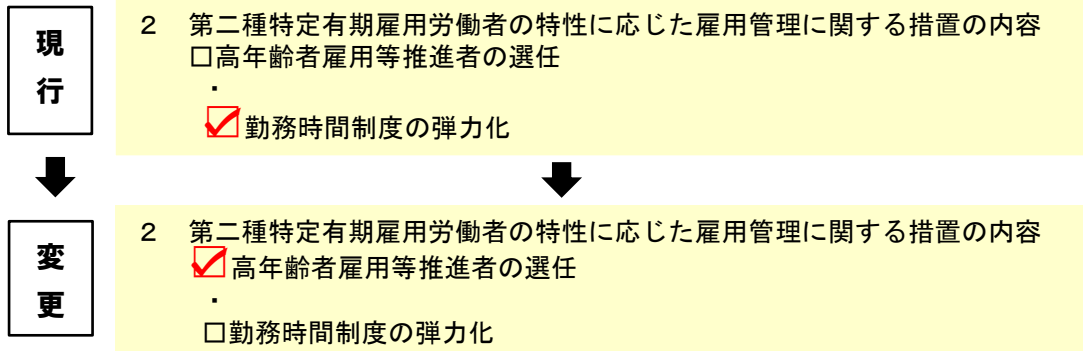 現
行
２　第二種特定有期雇用労働者の特性に応じた雇用管理に関する措置の内容
□高年齢者雇用等推進者の選任
・
☑勤務時間制度の弾力化
変
更
２　第二種特定有期雇用労働者の特性に応じた雇用管理に関する措置の内容
☑高年齢者雇用等推進者の選任
・
□勤務時間制度の弾力化